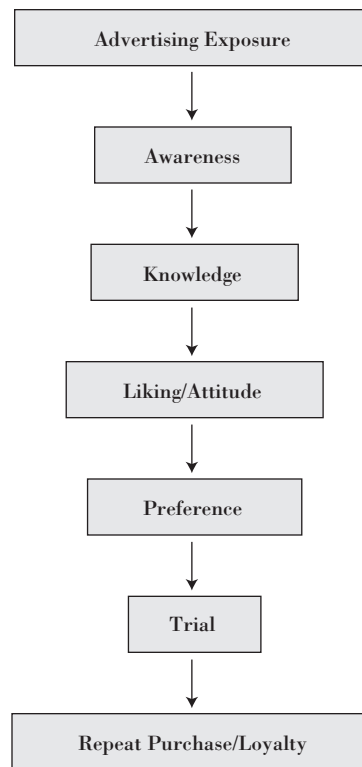 Advertising Exposure
Awareness
Knowledge
Liking/Attitude
Preference
Trial
Repeat Purchase/Loyalty